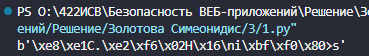 PS O:\422ИСВ\Безопасность ВЕБ-приложений\Решение\З
ений/Решение/Золотова Симеонидис/3/1.py"
b'\xe8\xe1C.\xe2\xf6\x02H\x16\ni\xbf\xf0\x80>s'